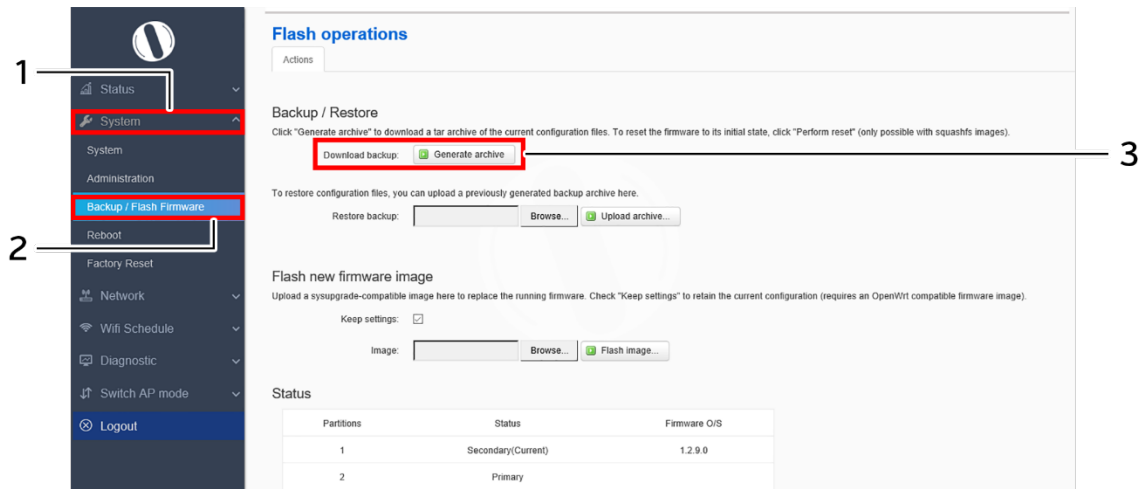 1
2
3
Status
System
System
Administration
Backup / Flash Firmware
Reboot
Factory Reset
Network
Wifi Schedule
Diagnostic
Switch AP mode
Logout
Flash operations
Actions
Backup / Restore
Click "Generate archive" to download a tar archive of the current configuration files. To reset the firmware to its initial state, click "Perform reset" (only possible with squashfs images).
Download backup: Generate archive
To restore configuration files, you can upload a previously generated backup archive here.
Restore backup: Browse... Upload archive...
Flash new firmware image
Upload a sysupgrade-compatible image here to replace the running firmware. Check "Keep settings" to retain the current configuration (requires an OpenWrt compatible firmware image).
Keep settings:
Image: Browse... Flash image...
Status
Partitions Status Firmware O/S
1 Secondary(Current) 1.2.9.0
2 Primary